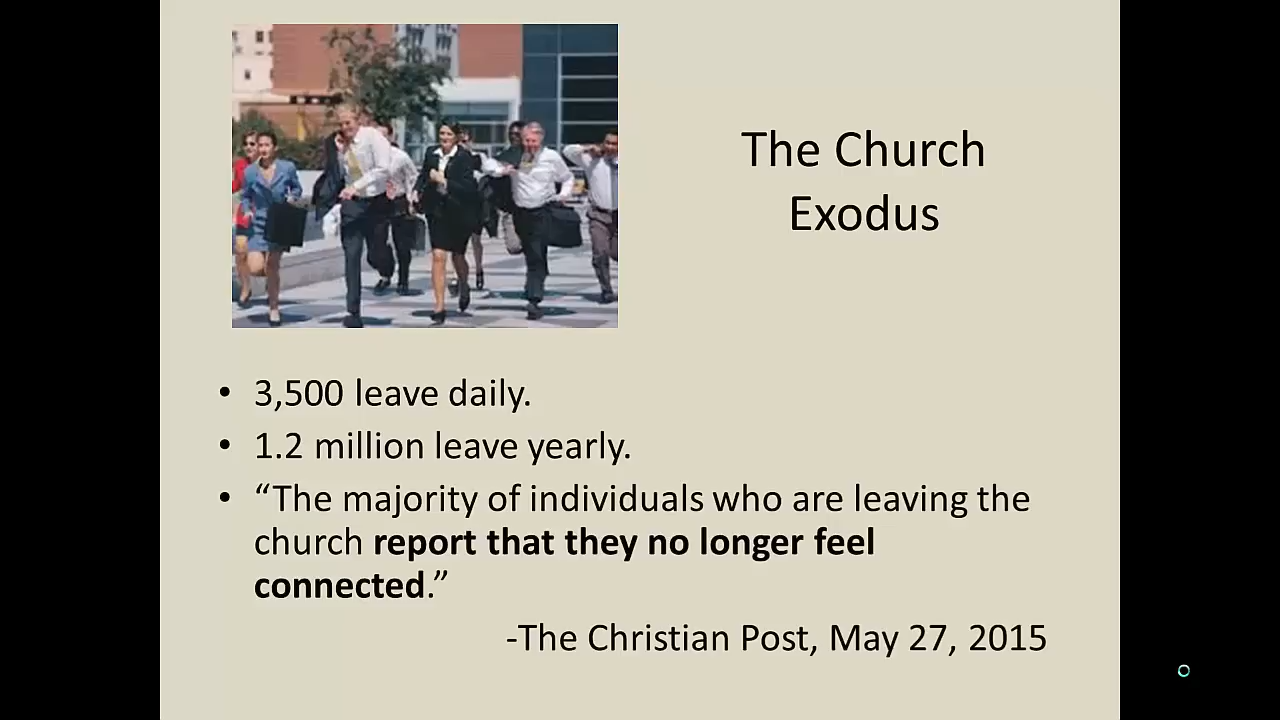 The Church
Exodus
• 3,500 leave daily.
• 1.2 million leave yearly.
• “The majority of individuals who are leaving the
church report that they no longer feel
connected.”
-The Christian Post, May 27, 2015